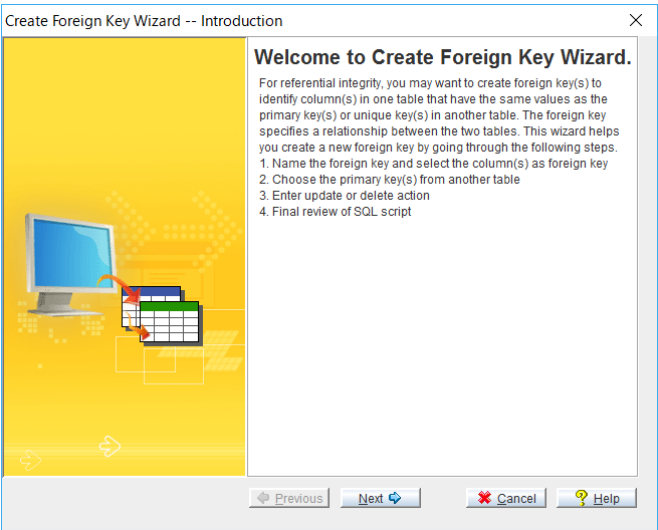 Create Foreign Key Wizard -- Introduction
Welcome to Create Foreign Key Wizard.
For referential integrity, you may want to create foreign key(s) to
identify column(s) in one table that have the same values as the
primary key(s) or unique key(s) in another table. The foreign key
specifies a relationship between the two tables. This wizard helps
you create a new foreign key by going through the following steps.
1. Name the foreign key and select the column(s) as foreign key
2. Choose the primary key(s) from another table
3. Enter update or delete action
4. Final review of SQL script
Previous Next Cancel Help